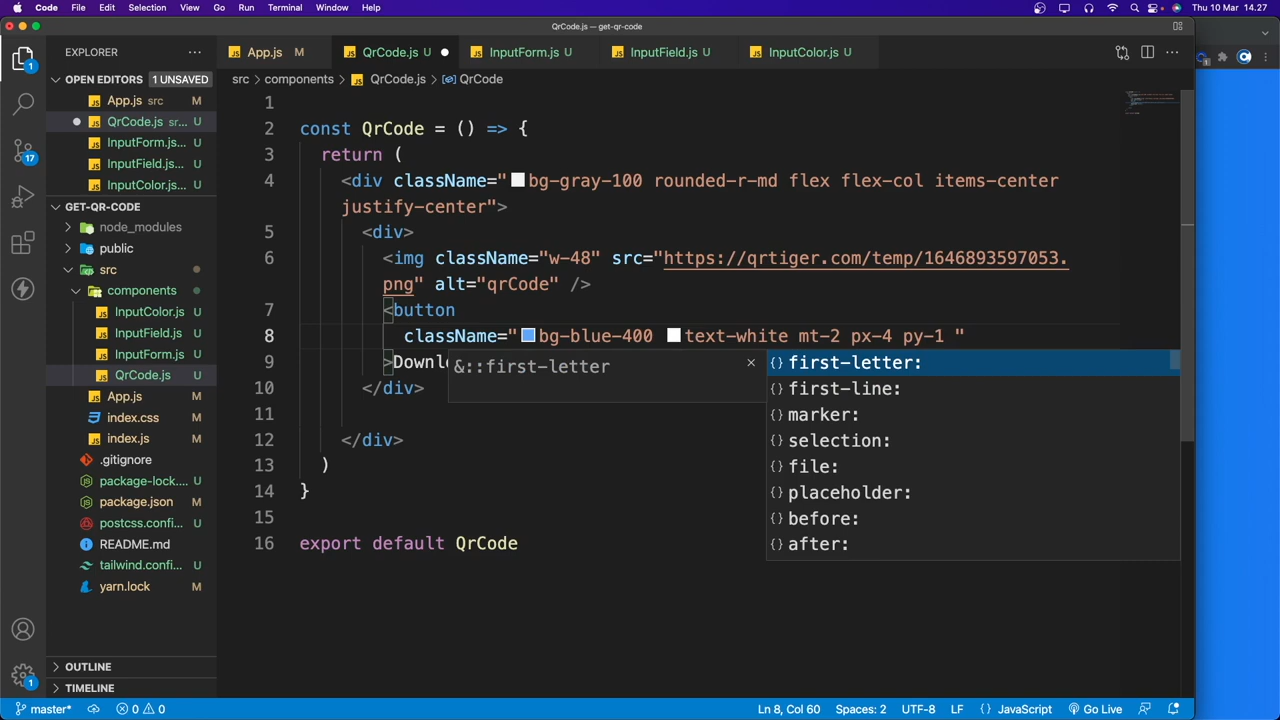 Code File Edit Selection View Go Run Terminal Window Help Thu 10 Mar 14.27
QrCode.js — get-qr-code
EXPLORER
App.js M
QrCode.js U
InputForm.js U
InputField.js U
InputColor.js U
OPEN EDITORS 1 UNSAVED
App.js src M
QrCode.js sr... U
InputForm.js... U
InputField.js... U
InputColor.js... U
GET-QR-CODE
node_modules
public
src
components
InputColor.js U
InputField.js U
InputForm.js U
QrCode.js U
App.js M
index.css M
index.js M
.gitignore
package-lock.... U
package.json M
postcss.confi... U
README.md M
tailwind.confi... U
yarn.lock M
OUTLINE
TIMELINE
1
17
1
src > components > QrCode.js > QrCode
1
2 const QrCode = () => {
3 return (
4 <div className="bg-gray-100 rounded-r-md flex flex-col items-center
justify-center">
5 <div>
6 <img className="w-48" src="https://qrtiger.com/temp/1646893597053.
png" alt="qrCode" />
7 <button
8 className="bg-blue-400 text-white mt-2 px-4 py-1 "
9 >Downl
10 </div>
11
12 </div>
13 )
14 }
15
16 export default QrCode
&::first-letter
first-letter:
first-line:
marker:
selection:
file:
placeholder:
before:
after:
master* 0 0 Ln 8, Col 60 Spaces: 2 UTF-8 LF {} JavaScript Go Live